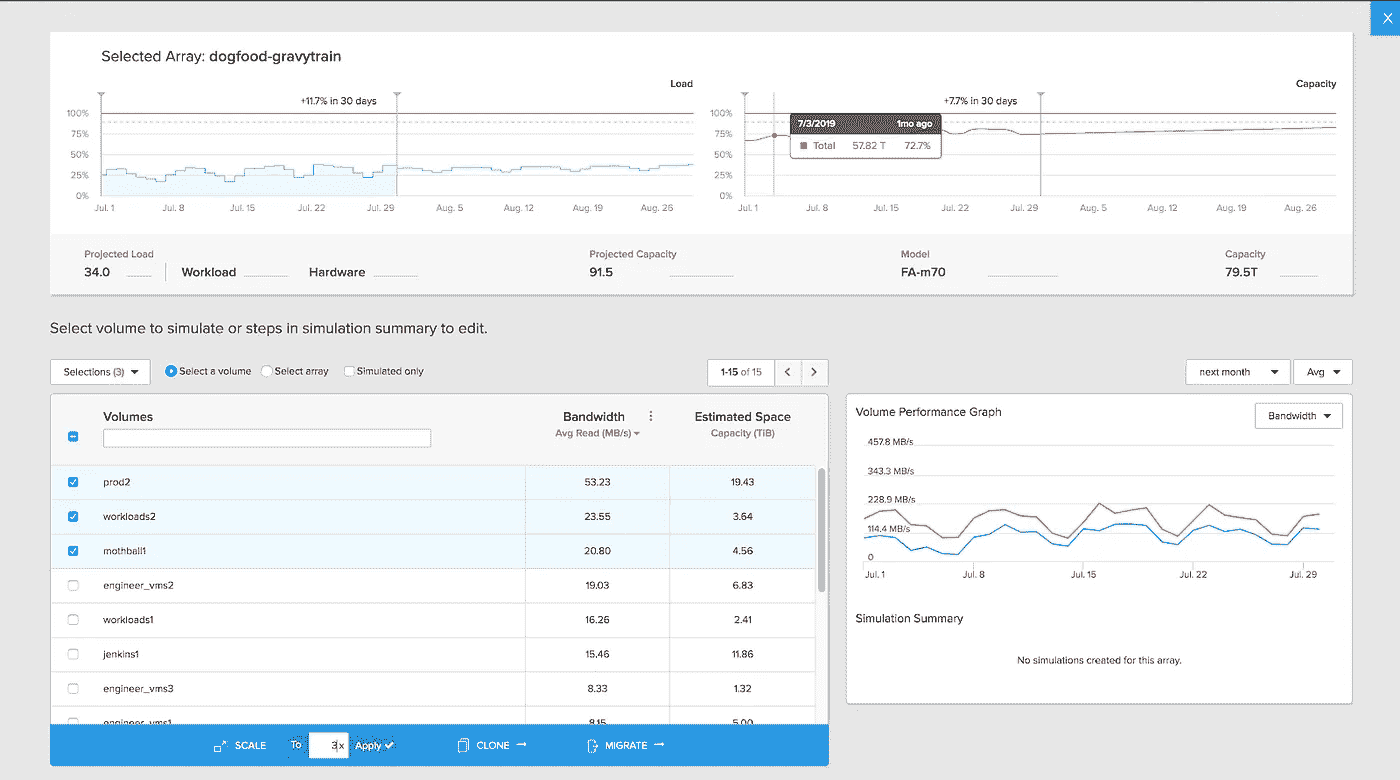 X
Selected Array: dogfood-gravytrain
Load
+11.7% in 30 days
100%
75%
50%
25%
0%
Jul. 1 Jul. 8 Jul. 15 Jul. 22 Jul. 29 Aug. 5 Aug. 12 Aug. 19 Aug. 26
Capacity
+7.7% in 30 days
100%
75%
50%
25%
0%
7/3/2019 1mo ago
Total 57.82 T 72.7%
Jul. 1 Jul. 8 Jul. 15 Jul. 22 Jul. 29 Aug. 5 Aug. 12 Aug. 19 Aug. 26
Projected Load
34.0
Workload
Hardware
Projected Capacity
91.5
Model
FA-m70
Capacity
79.5T
Select volume to simulate or steps in simulation summary to edit.
Selections (3) Select a volume Select array Simulated only 1-15 of 15
next month Avg
Volumes Bandwidth Estimated Space
Avg Read (MB/s) Capacity (TiB)
prod2 53.23 19.43
workloads2 23.55 3.64
mothball1 20.80 4.56
engineer_vms2 19.03 6.83
workloads1 16.26 2.41
jenkins1 15.46 11.86
engineer_vms3 8.33 1.32
engineer_vms1 8.15 5.00
SCALE To 3x Apply CLONE MIGRATE
Volume Performance Graph Bandwidth
457.8 MB/s
343.3 MB/s
228.9 MB/s
114.4 MB/s
0
Jul. 1 Jul. 8 Jul. 15 Jul. 22 Jul. 29
Simulation Summary
No simulations created for this array.